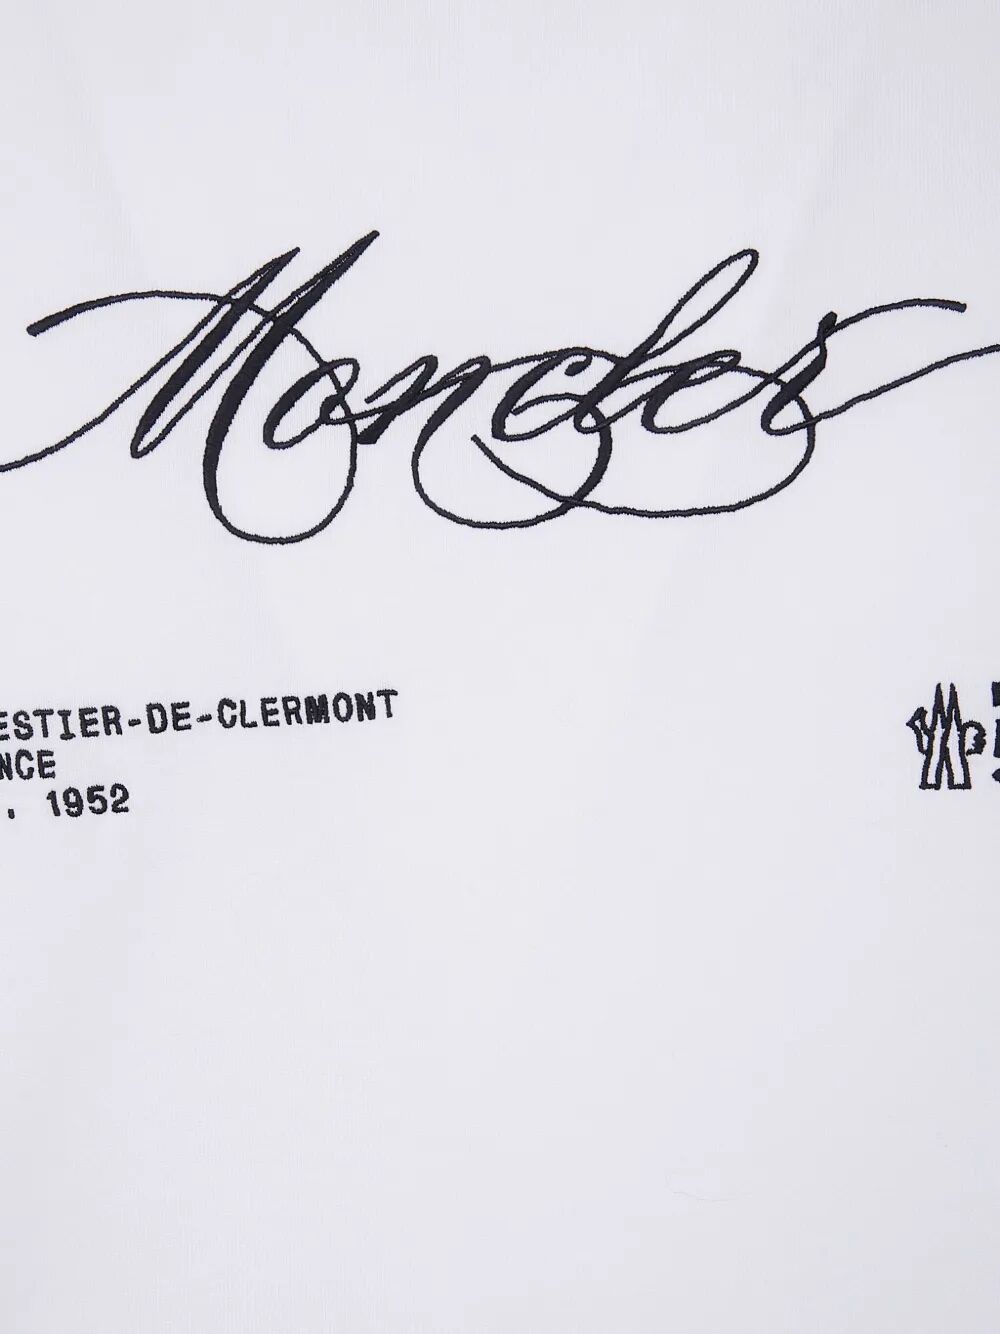 Moncler
ESTIER-DE-CLERMONT
NCE
. 1952